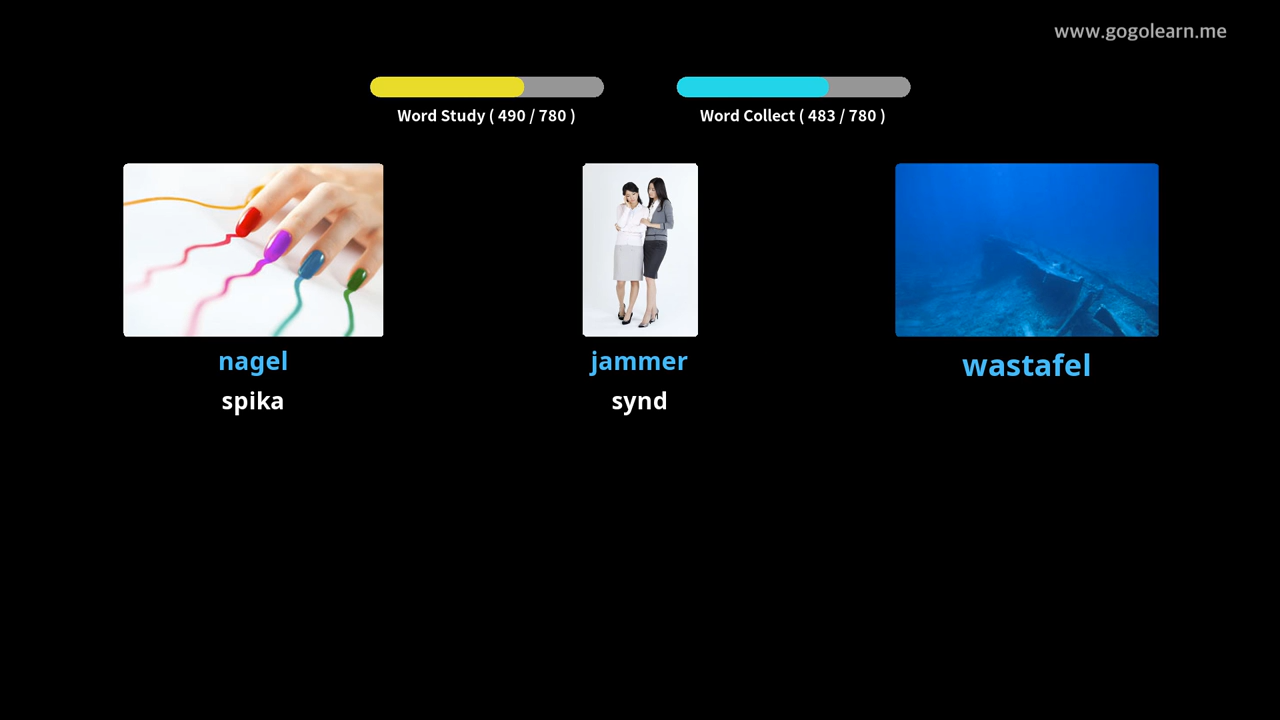 www.gogolearn.me
Word Study ( 490 / 780 )
Word Collect ( 483 / 780 )
nagel
spika
jammer
synd
wastafel